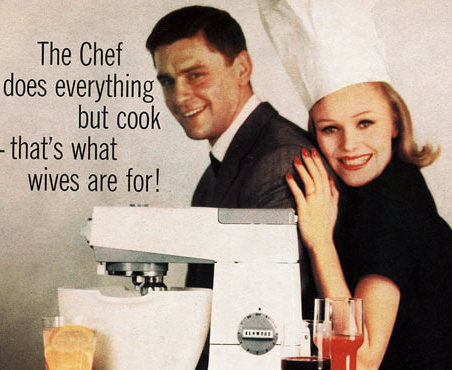 The Chef
does everything
but cook
- that's what
wives are for!
KENWOOD